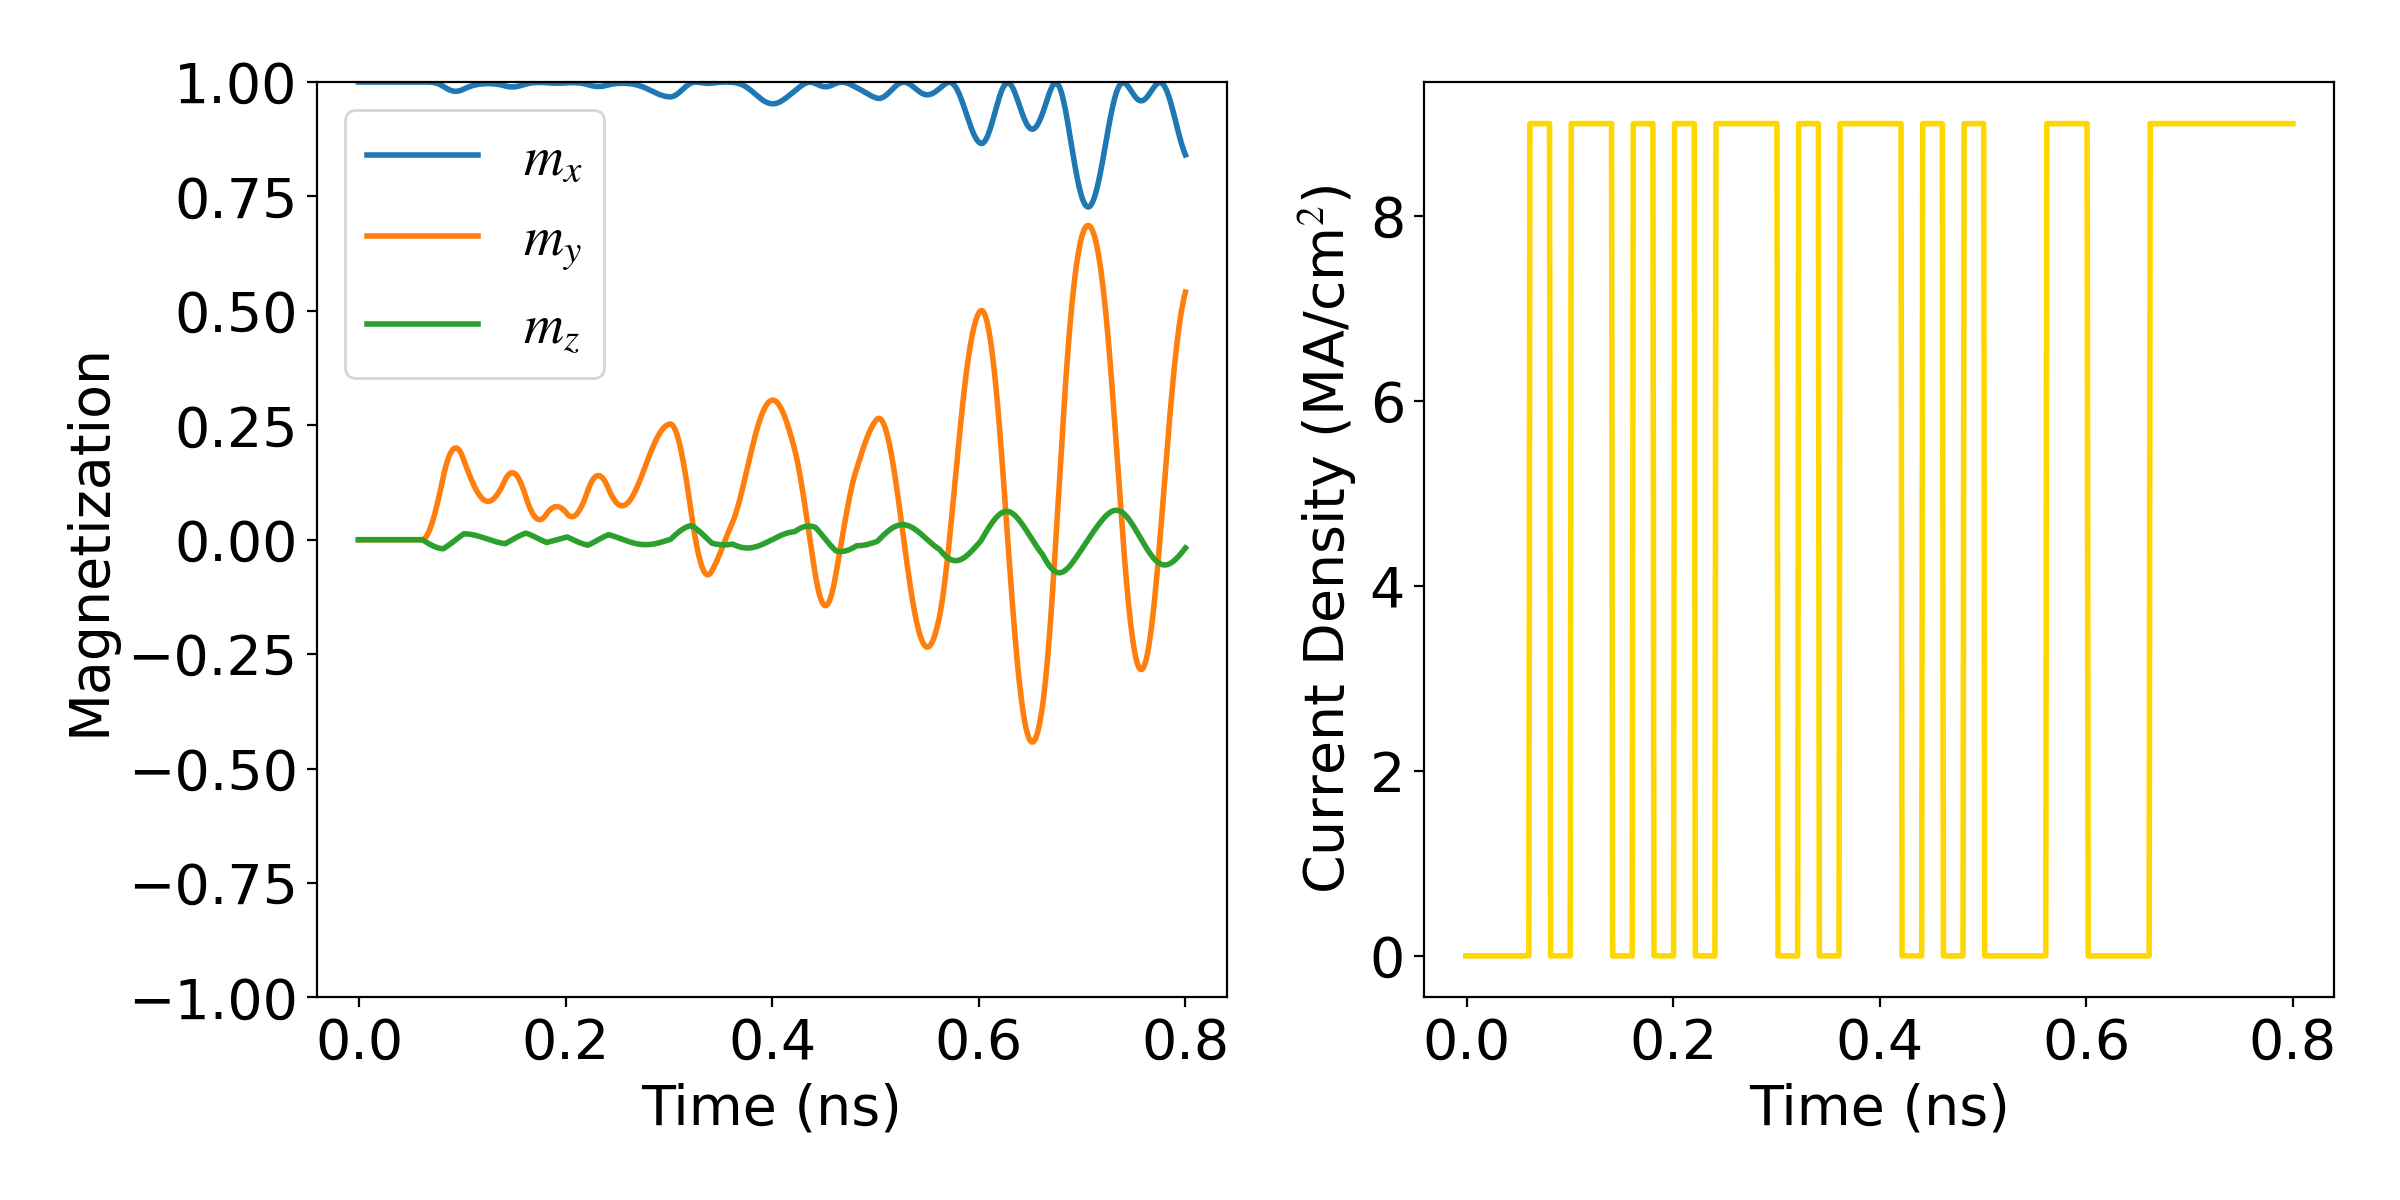 1.00
0.75
0.50
0.25
0.00
−0.25
−0.50
−0.75
−1.00
Magnetization
mₓ
m_y
m_z
0.0 0.2 0.4 0.6 0.8
Time (ns)
8
6
4
2
0
Current Density (MA/cm²)
0.0 0.2 0.4 0.6 0.8
Time (ns)